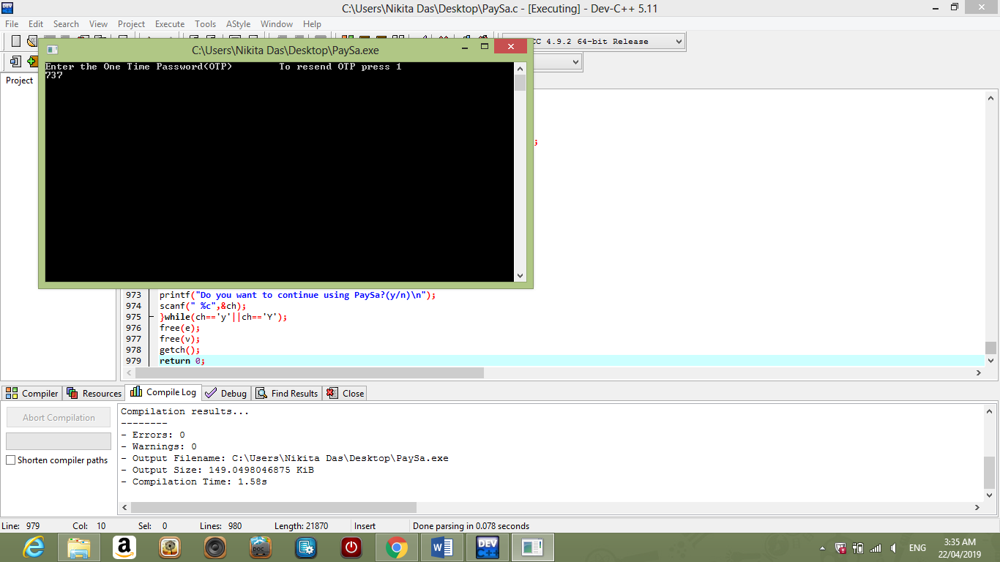 C:\Users\Nikita Das\Desktop\PaySa.c - [Executing] - Dev-C++ 5.11
File Edit Search View Project Execute Tools AStyle Window Help
CC 4.9.2 64-bit Release
C:\Users\Nikita Das\Desktop\PaySa.exe
Enter the One Time Password(OTP) To resend OTP press 1
737
Project
;
973 printf("Do you want to continue using PaySa?(y/n)\n");
974 scanf(" %c",&ch);
975 }while(ch=='y'||ch=='Y');
976 free(e);
977 free(v);
978 getch();
979 return 0;
Compiler Resources Compile Log Debug Find Results Close
Abort Compilation
Shorten compiler paths
Compilation results...
--------
- Errors: 0
- Warnings: 0
- Output Filename: C:\Users\Nikita Das\Desktop\PaySa.exe
- Output Size: 149.0498046875 KiB
- Compilation Time: 1.58s
Line: 979 Col: 10 Sel: 0 Lines: 980 Length: 21870 Insert Done parsing in 0.078 seconds
DOC
DEV C++
ENG
3:35 AM
22/04/2019